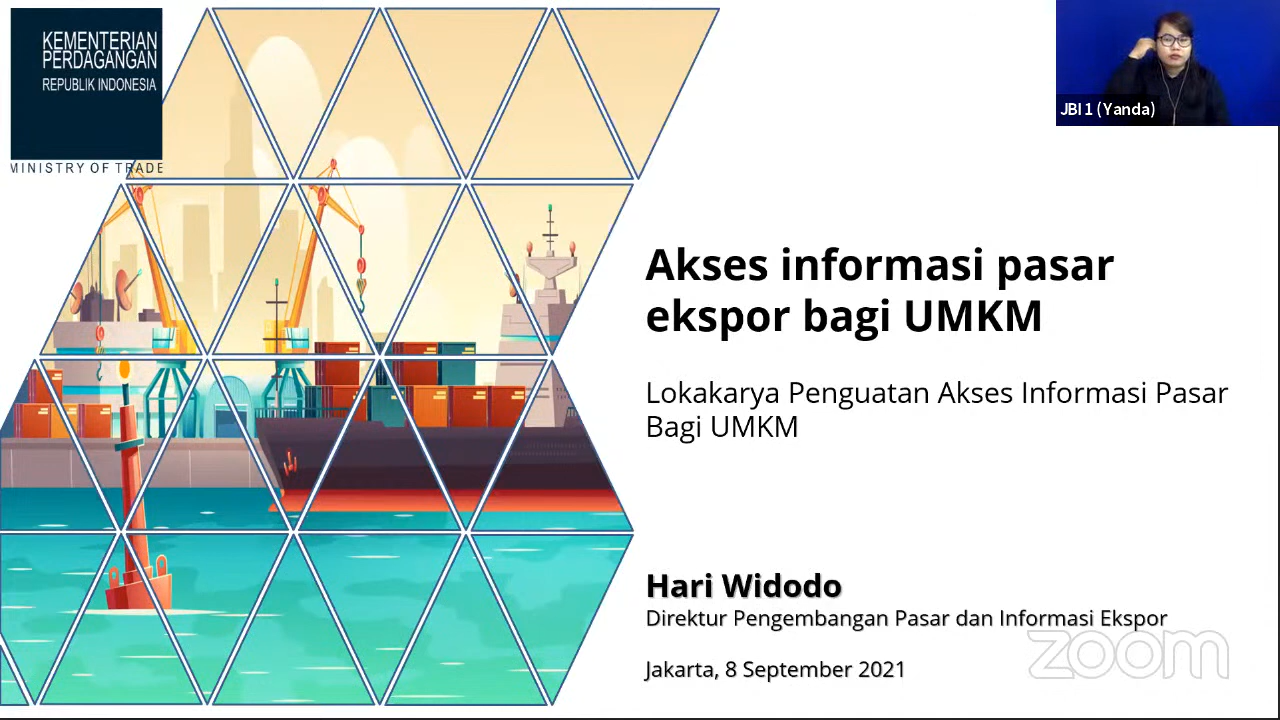 KEMENTERIAN
PERDAGANGAN
REPUBLIK INDONESIA
MINISTRY OF TRADE
JBI 1 (Yanda)
Akses informasi pasar
ekspor bagi UMKM
Lokakarya Penguatan Akses Informasi Pasar
Bagi UMKM
Hari Widodo
Direktur Pengembangan Pasar dan Informasi Ekspor
zoom
Jakarta, 8 September 2021